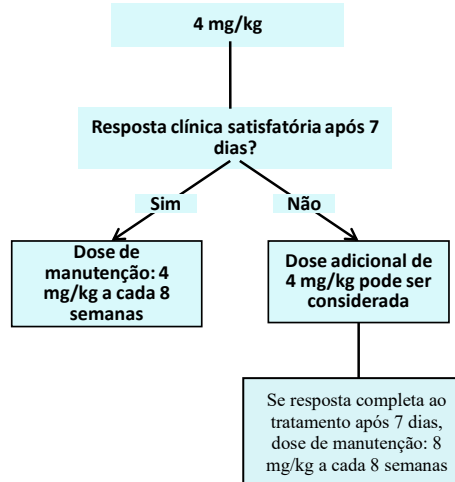 4 mg/kg
Resposta clínica satisfatória após 7
dias?
Sim
Não
Dose de
manutenção: 4
mg/kg a cada 8
semanas
Dose adicional de
4 mg/kg pode ser
considerada
Se resposta completa ao
tratamento após 7 dias,
dose de manutenção: 8
mg/kg a cada 8 semanas